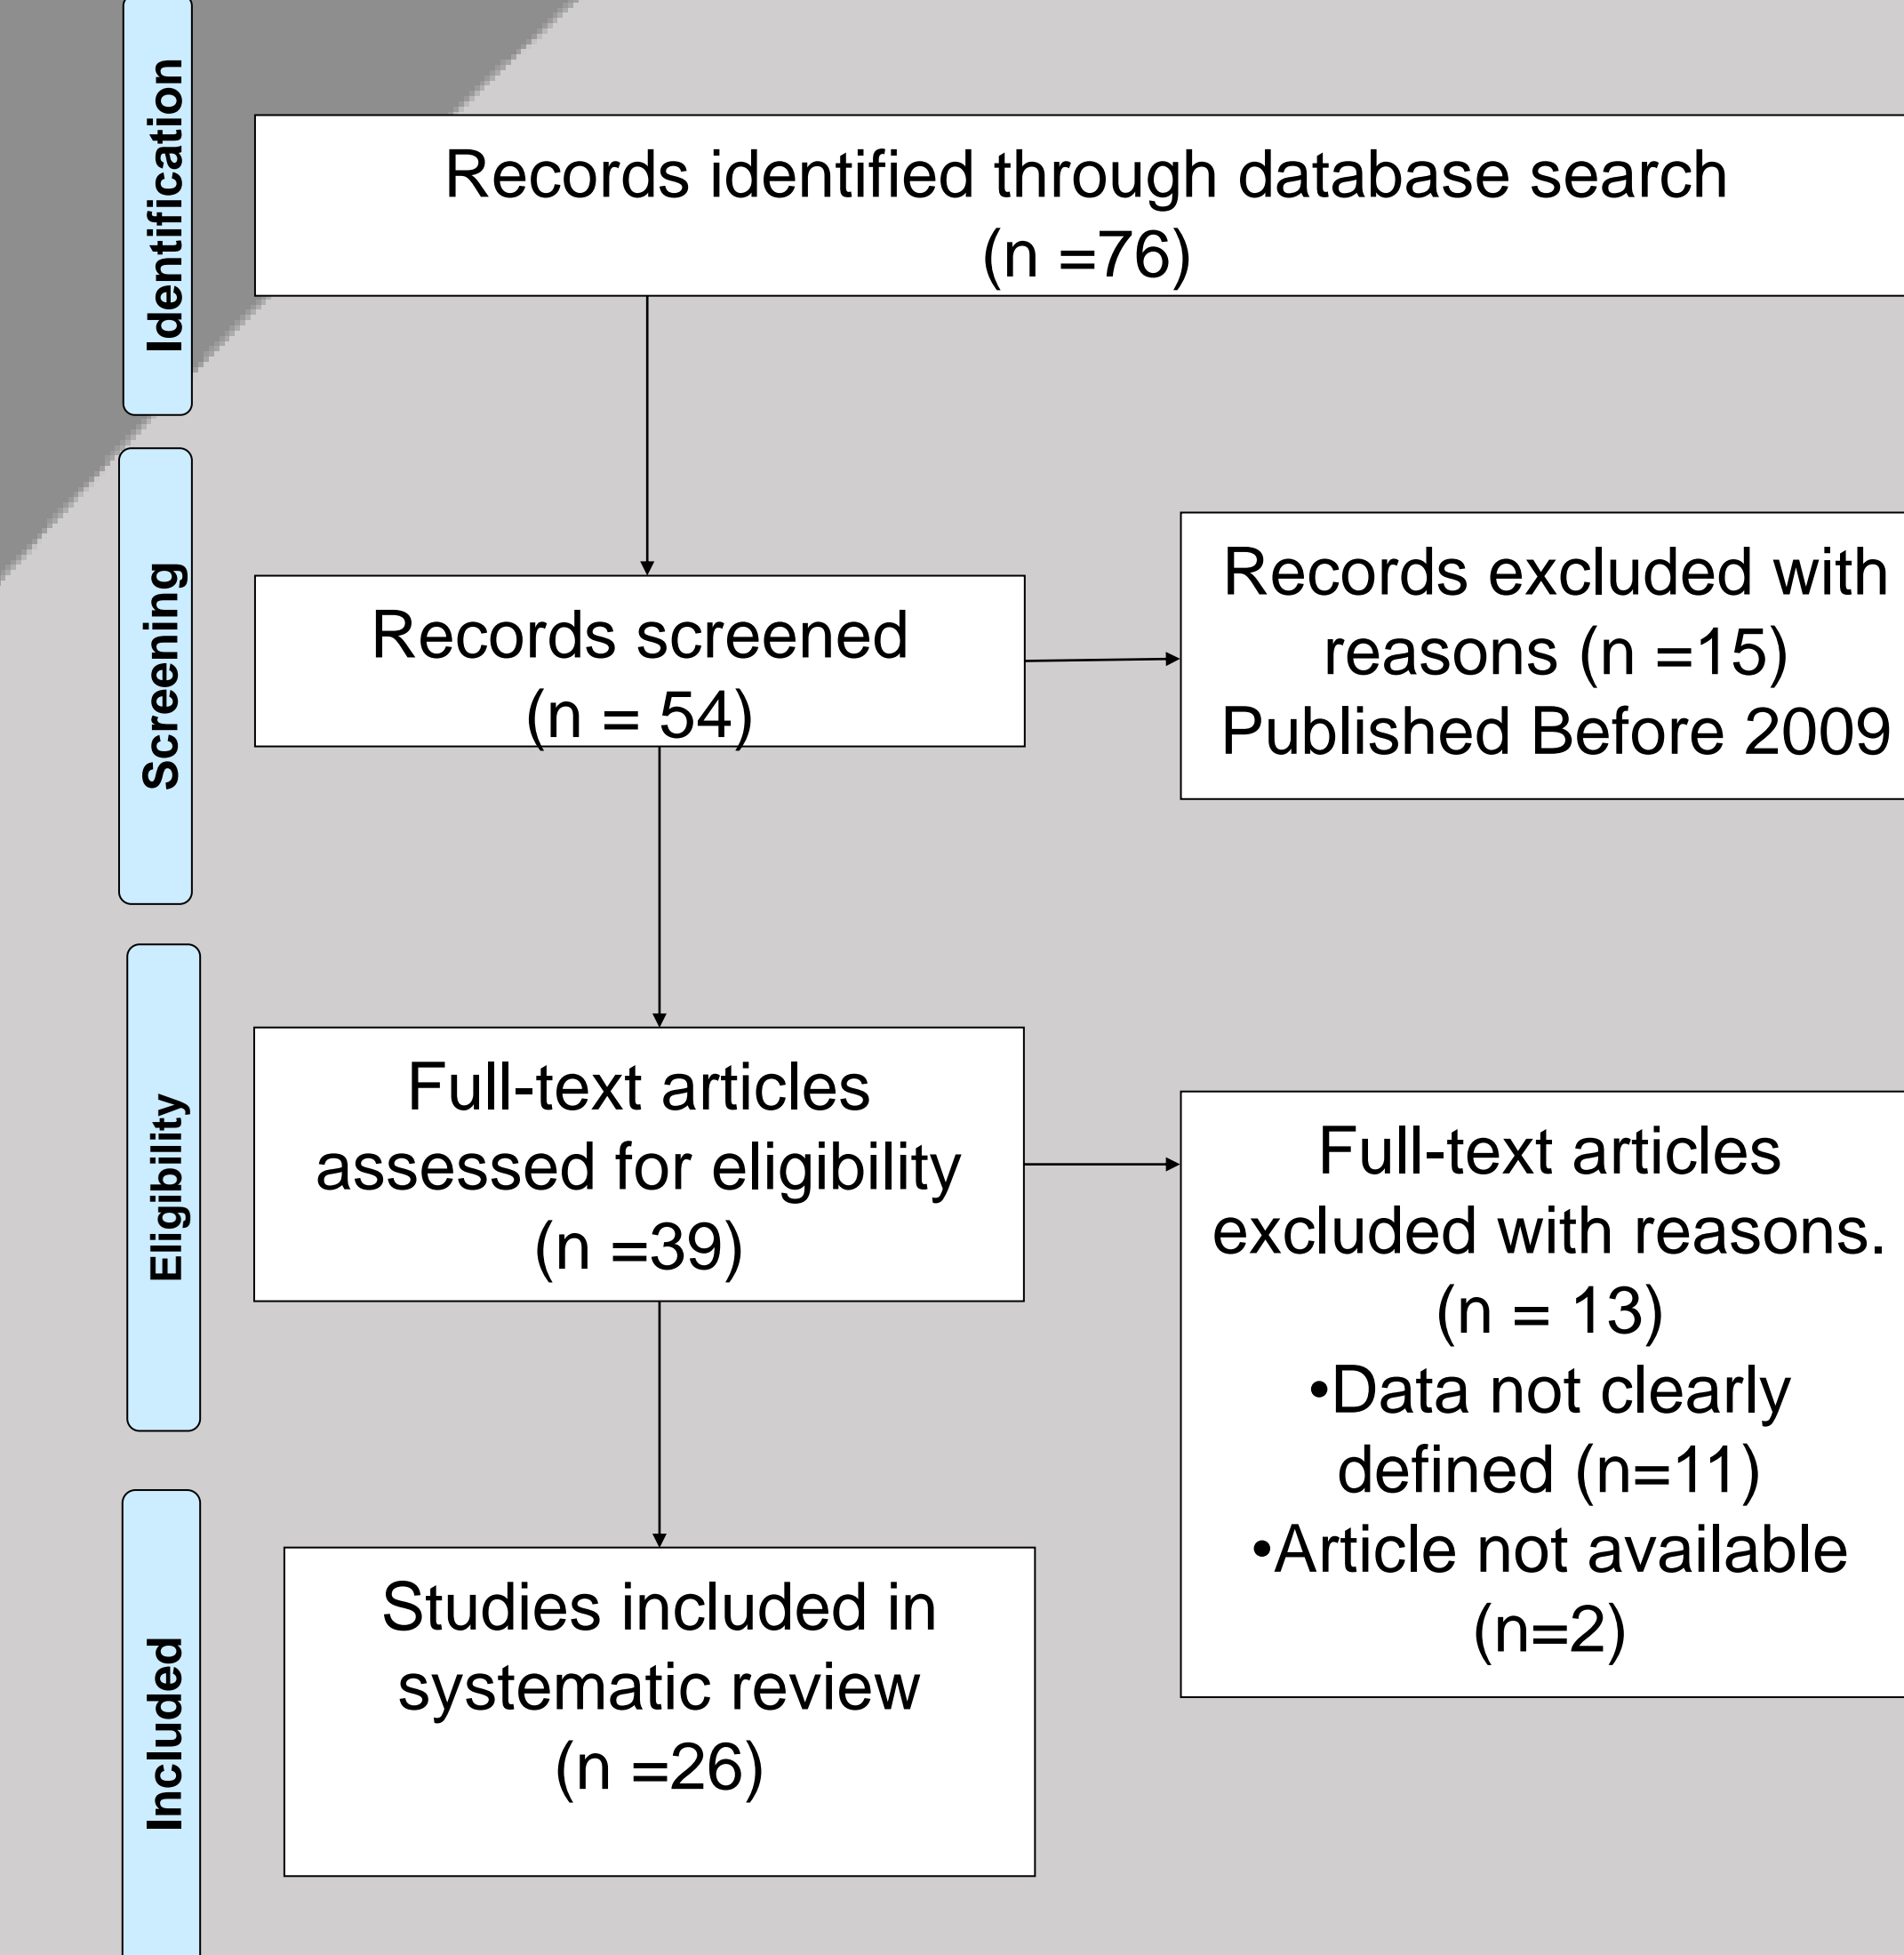 Identification
Records identified through database search
(n =76)
Screening
Records screened
(n = 54)
Records excluded with
reasons (n =15)
Published Before 2009
Eligibility
Full-text articles
assessed for eligibility
(n =39)
Full-text articles
excluded with reasons.
(n = 13)
•Data not clearly
defined (n=11)
•Article not available
(n=2)
Included
Studies included in
systematic review
(n =26)